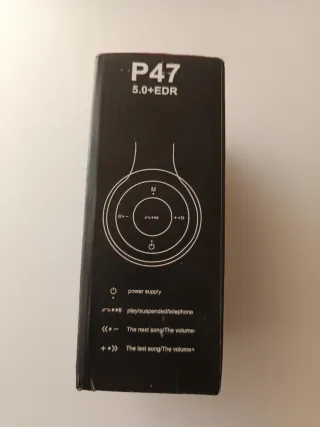 P47
5.0+EDR
M
power supply
play/suspended/telephone
The next song/The volume-
The last song/The volume+